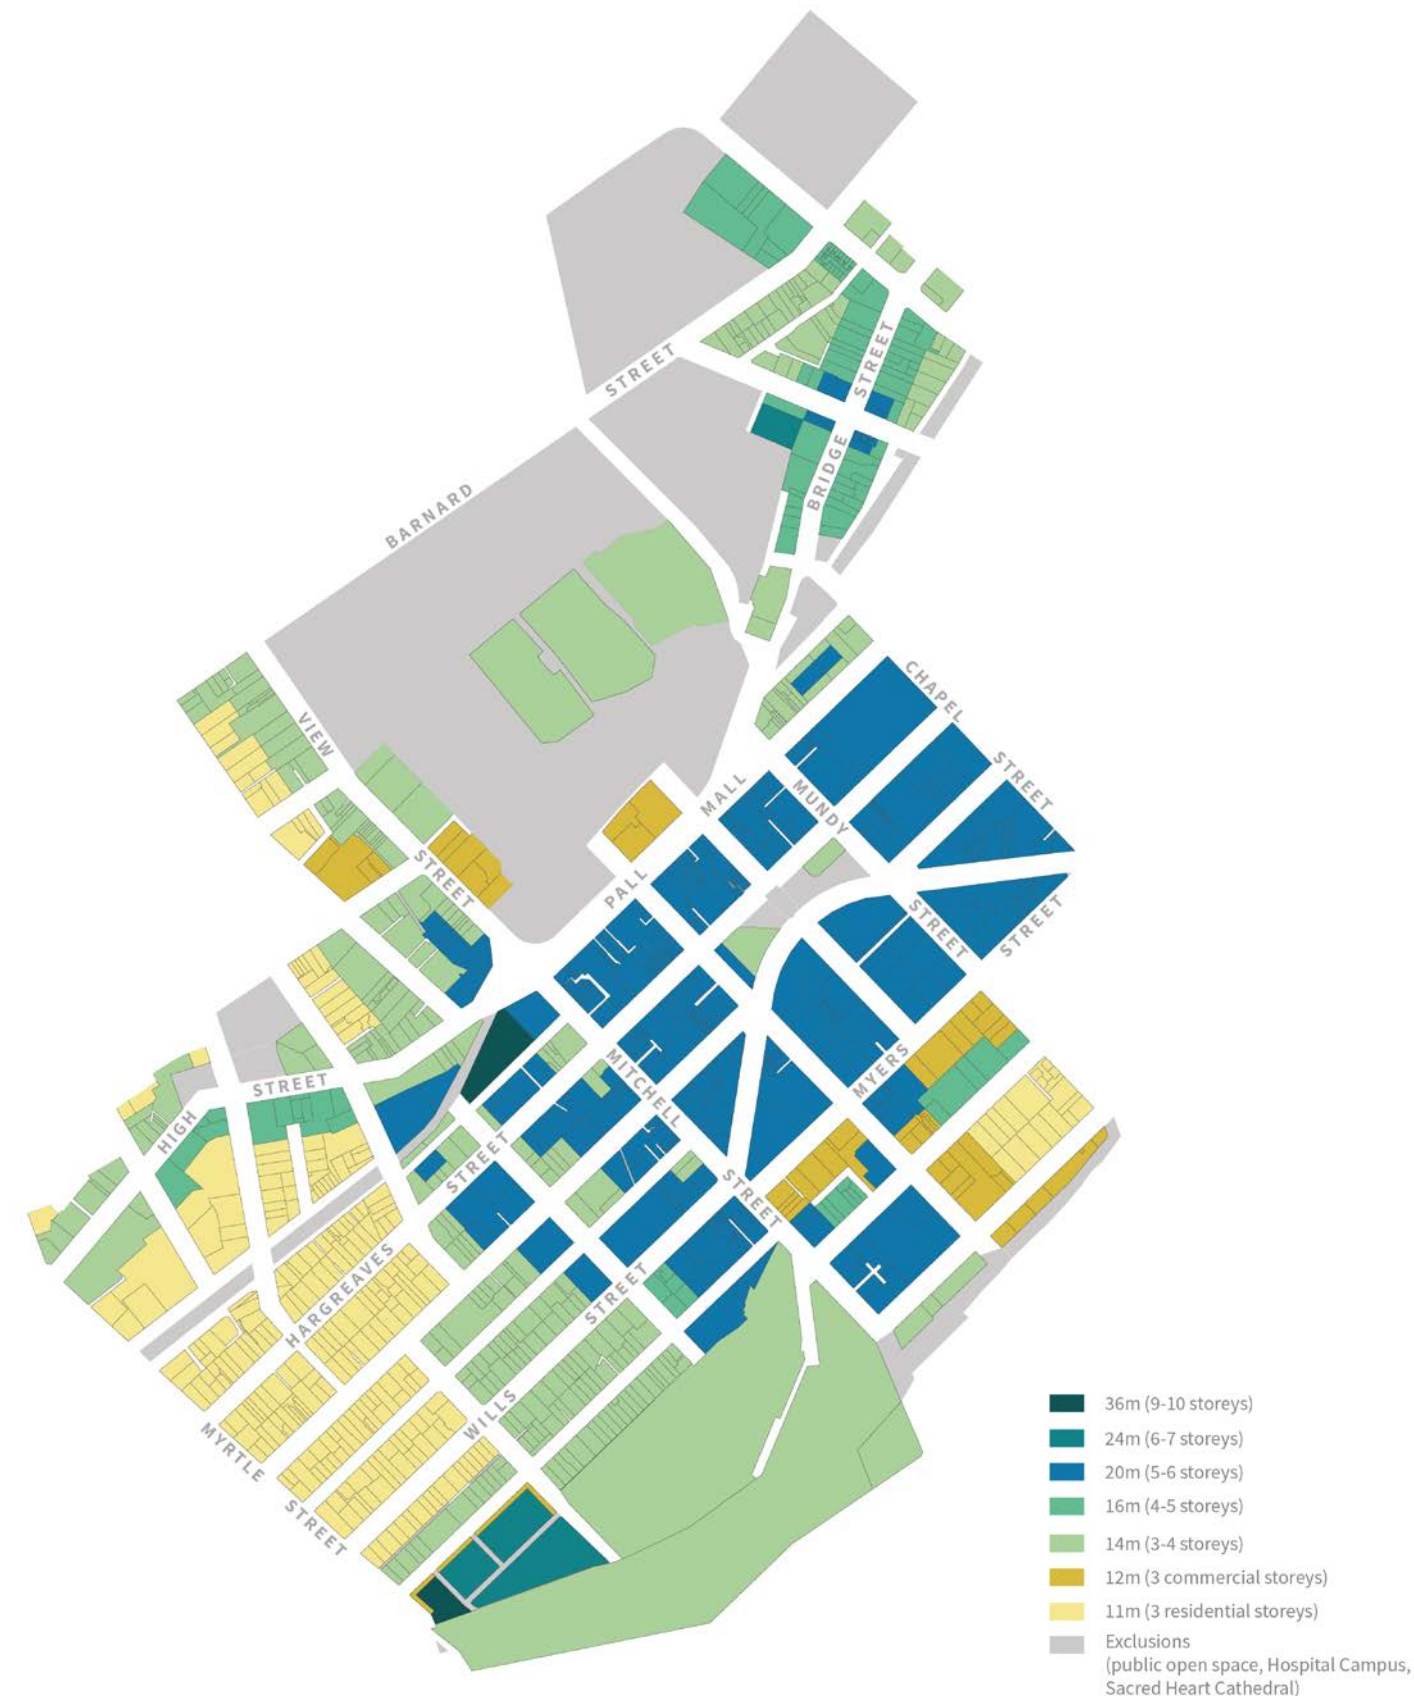 STREET
STREET
BRIDGE
BARNARD
CHAPEL
STREET
VIEW
MALL
MUNDY
STREET
PALL
STREET
STREET
MITCHELL
MYERS
STREET
HIGH
STREET
STREET
HARGREAVES
STREET
WILLS
MYRTLE
STREET
36m (9-10 storeys)
24m (6-7 storeys)
20m (5-6 storeys)
16m (4-5 storeys)
14m (3-4 storeys)
12m (3 commercial storeys)
11m (3 residential storeys)
Exclusions
(public open space, Hospital Campus,
Sacred Heart Cathedral)